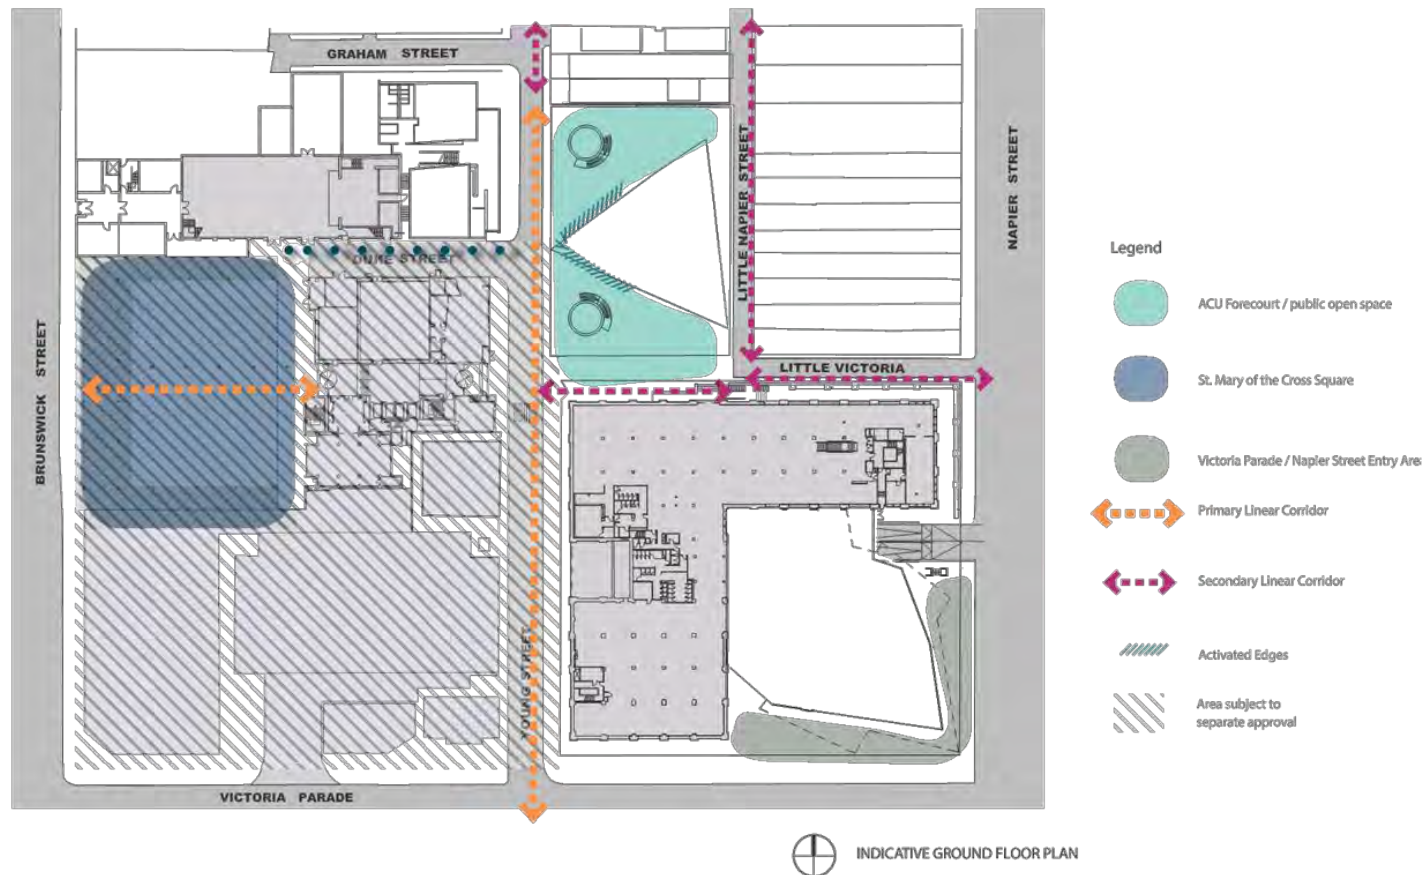 GRAHAM STREET
LITTLE NAPIER STREET
NAPIER STREET
DUKE STREET
BRUNSWICK STREET
LITTLE VICTORIA
YOUNG STREET
VICTORIA PARADE
Legend
ACU Forecourt / public open space
St. Mary of the Cross Square
Victoria Parade / Napier Street Entry Are
Primary Linear Corridor
Secondary Linear Corridor
Activated Edges
Area subject to
separate approval
INDICATIVE GROUND FLOOR PLAN